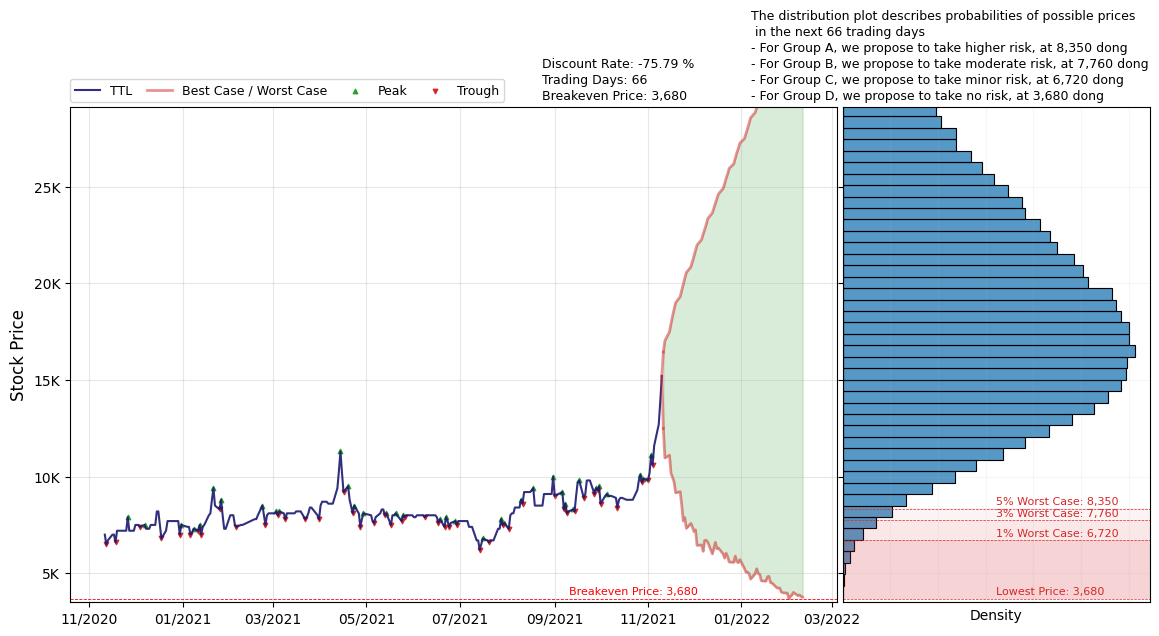 The distribution plot describes probabilities of possible prices
in the next 66 trading days
- For Group A, we propose to take higher risk, at 8,350 dong
- For Group B, we propose to take moderate risk, at 7,760 dong
- For Group C, we propose to take minor risk, at 6,720 dong
- For Group D, we propose to take no risk, at 3,680 dong
Discount Rate: -75.79 %
Trading Days: 66
Breakeven Price: 3,680
TTL
Best Case / Worst Case
Peak
Trough
Stock Price
25K
20K
15K
10K
5K
Breakeven Price: 3,680
11/2020
01/2021
03/2021
05/2021
07/2021
09/2021
11/2021
01/2022
03/2022
5% Worst Case: 8,350
3% Worst Case: 7,760
1% Worst Case: 6,720
Lowest Price: 3,680
Density